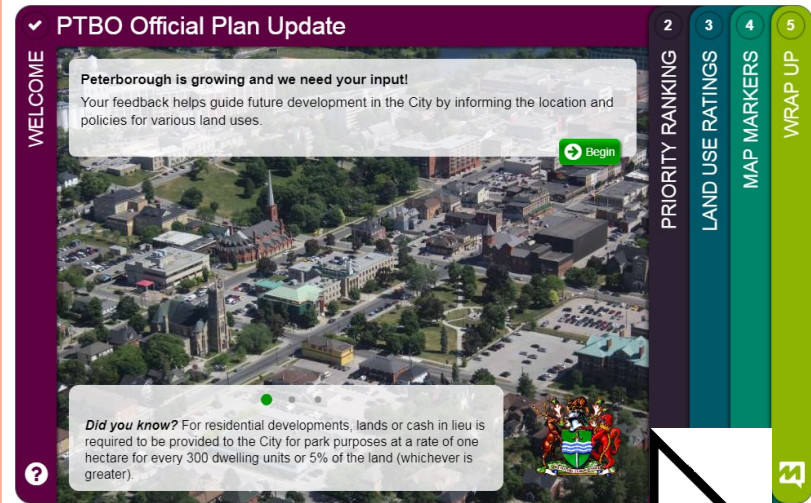 PTBO Official Plan Update
WELCOME
Peterborough is growing and we need your input!
Your feedback helps guide future development in the City by informing the location and
policies for various land uses.
Begin
Did you know? For residential developments, lands or cash in lieu is
required to be provided to the City for park purposes at a rate of one
hectare for every 300 dwelling units or 5% of the land (whichever is
greater).
?
2
PRIORITY RANKING
3
LAND USE RATINGS
4
MAP MARKERS
5
WRAP UP